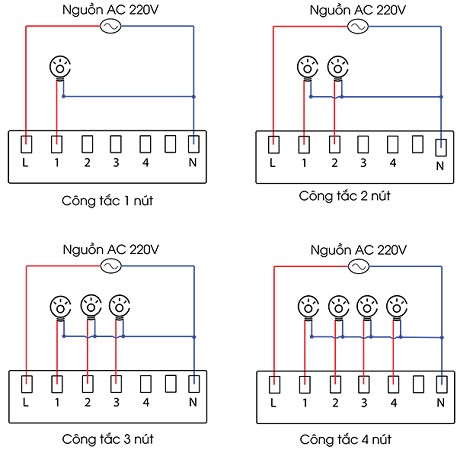 Nguồn AC 220V
L 1 2 3 4 N
Công tắc 1 nút
Nguồn AC 220V
L 1 2 3 4 N
Công tắc 2 nút
Nguồn AC 220V
L 1 2 3 4 N
Công tắc 3 nút
Nguồn AC 220V
L 1 2 3 4 N
Công tắc 4 nút